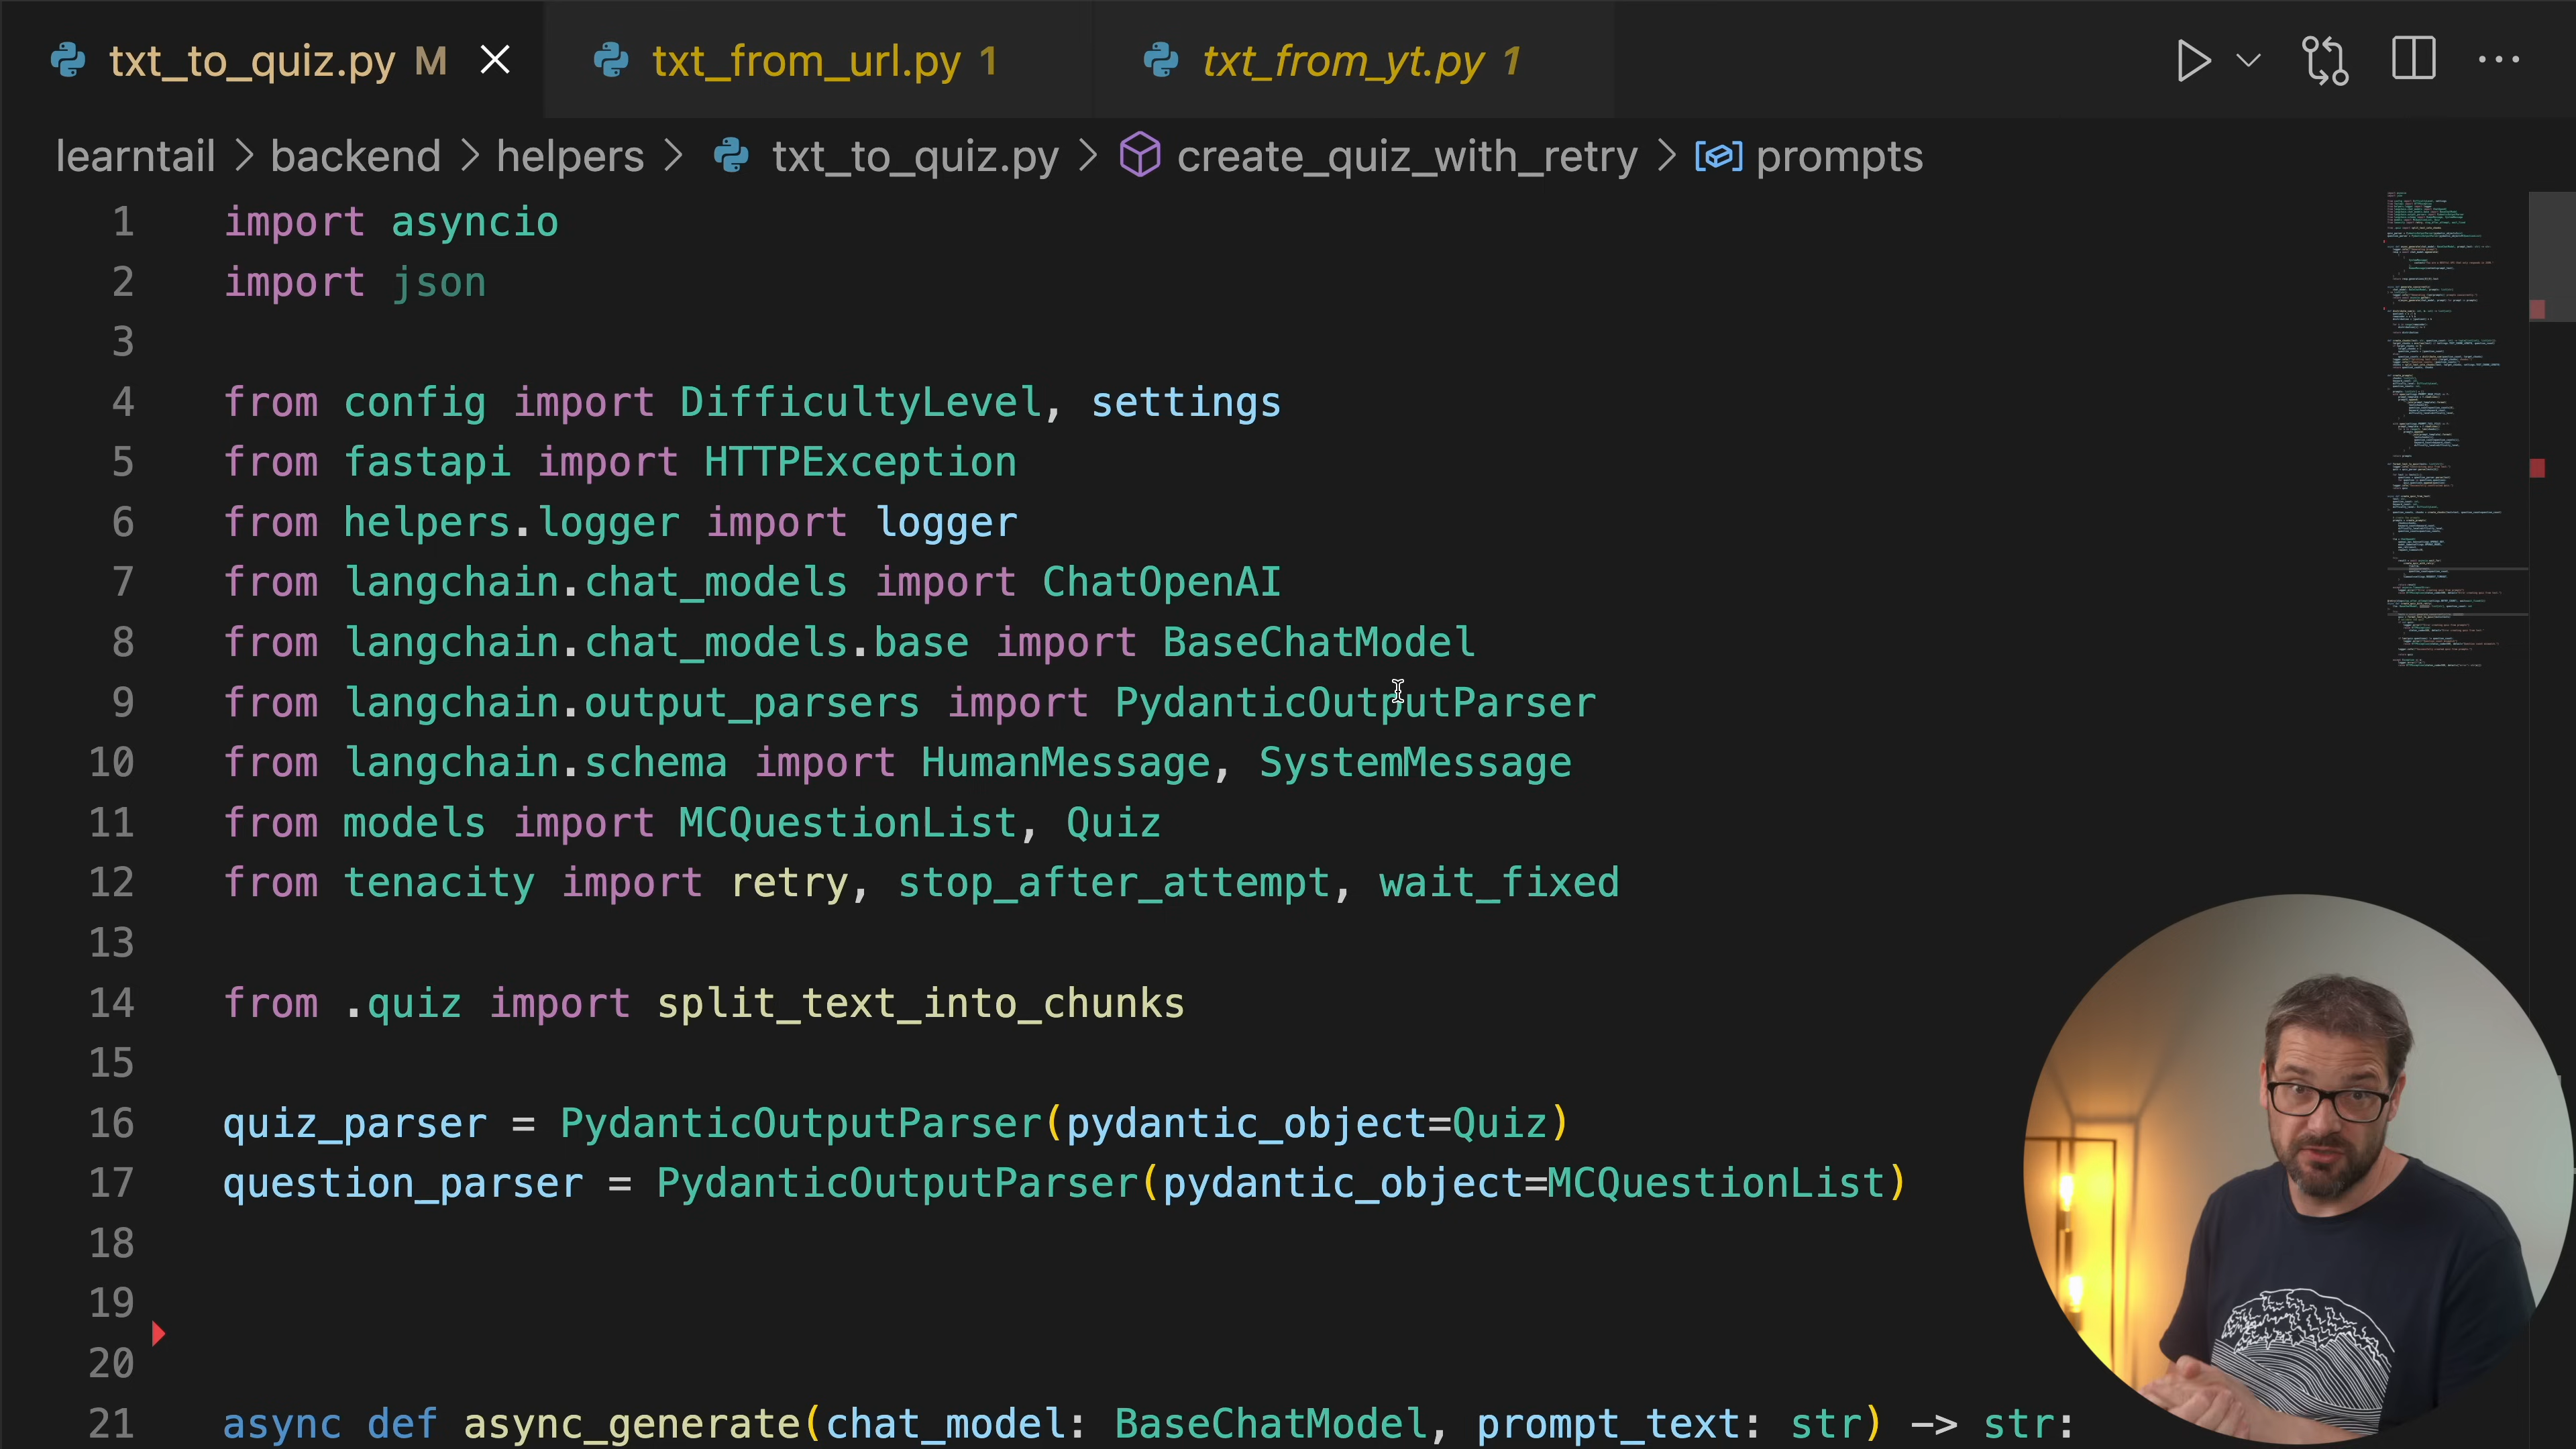 txt_to_quiz.py M
txt_from_url.py 1
txt_from_yt.py 1
learntail > backend > helpers > txt_to_quiz.py > create_quiz_with_retry > prompts
1 import asyncio
2 import json
3
4 from config import DifficultyLevel, settings
5 from fastapi import HTTPException
6 from helpers.logger import logger
7 from langchain.chat_models import ChatOpenAI
8 from langchain.chat_models.base import BaseChatModel
9 from langchain.output_parsers import PydanticOutputParser
10 from langchain.schema import HumanMessage, SystemMessage
11 from models import MCQuestionList, Quiz
12 from tenacity import retry, stop_after_attempt, wait_fixed
13
14 from .quiz import split_text_into_chunks
15
16 quiz_parser = PydanticOutputParser(pydantic_object=Quiz)
17 question_parser = PydanticOutputParser(pydantic_object=MCQuestionList)
18
19
20
21 async def async_generate(chat_model: BaseChatModel, prompt_text: str) -> str: